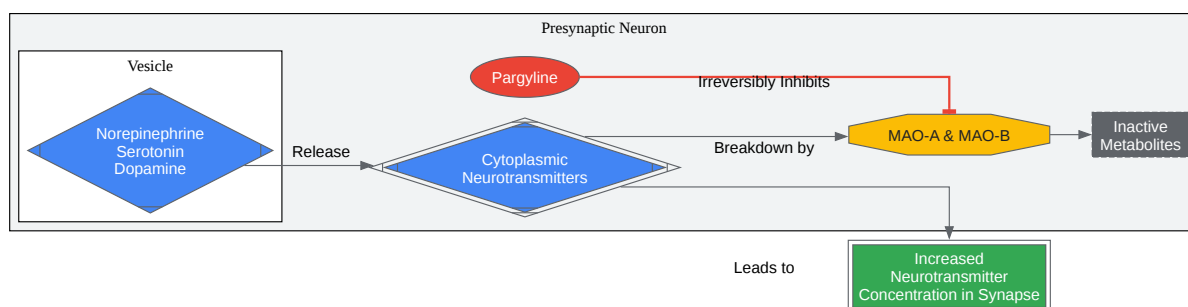 Presynaptic Neuron
Vesicle
Norepinephrine
Serotonin
Dopamine
Release
Pargyline
Irreversibly Inhibits
Cytoplasmic
Neurotransmitters
Breakdown by
MAO-A & MAO-B
Inactive
Metabolites
Leads to
Increased
Neurotransmitter
Concentration in Synapse